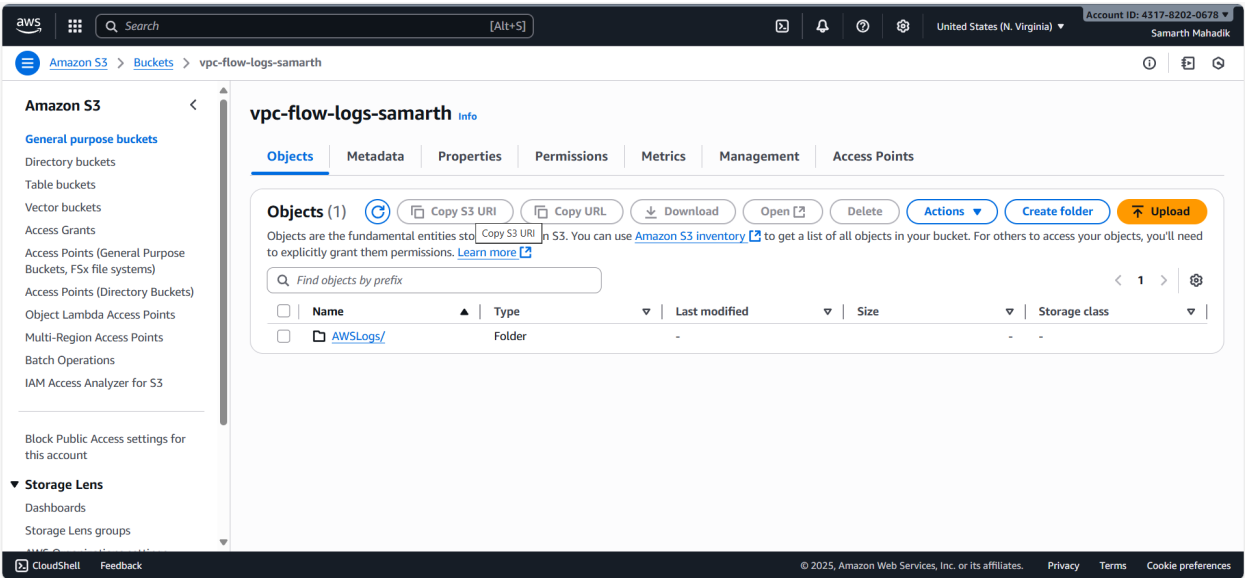 aws
Search [Alt+S]
United States (N. Virginia) ▼
Account ID: 4317-8202-0678 ▼
Samarth Mahadik
Amazon S3 > Buckets > vpc-flow-logs-samarth
Amazon S3
General purpose buckets
Directory buckets
Table buckets
Vector buckets
Access Grants
Access Points (General Purpose
Buckets, FSx file systems)
Access Points (Directory Buckets)
Object Lambda Access Points
Multi-Region Access Points
Batch Operations
IAM Access Analyzer for S3
Block Public Access settings for
this account
▼ Storage Lens
Dashboards
Storage Lens groups
vpc-flow-logs-samarth Info
Objects Metadata Properties Permissions Metrics Management Access Points
Objects (1) Copy S3 URI Copy URL Download Open Delete Actions ▼ Create folder Upload
Copy S3 URI
Objects are the fundamental entities sto n S3. You can use Amazon S3 inventory to get a list of all objects in your bucket. For others to access your objects, you'll need
to explicitly grant them permissions. Learn more
Find objects by prefix
< 1 >
Name Type Last modified Size Storage class
AWSLogs/ Folder - - -
CloudShell Feedback © 2025, Amazon Web Services, Inc. or its affiliates. Privacy Terms Cookie preferences